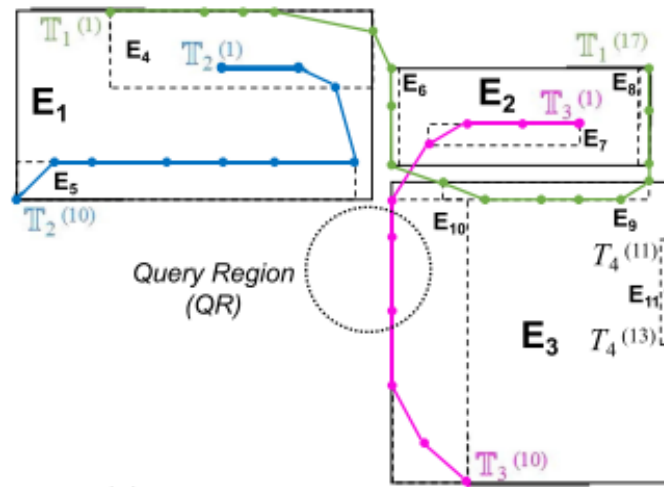 𝕋₁⁽¹⁾
E₄
𝕋₂⁽¹⁾
𝕋₁⁽¹⁷⁾
E₆
E₈
E₁
E₂
𝕋₃⁽¹⁾
E₇
E₅
𝕋₂⁽¹⁰⁾
E₁₀
E₉
Query Region
(QR)
T₄⁽¹¹⁾
E₁₁
E₃
T₄⁽¹³⁾
𝕋₃⁽¹⁰⁾